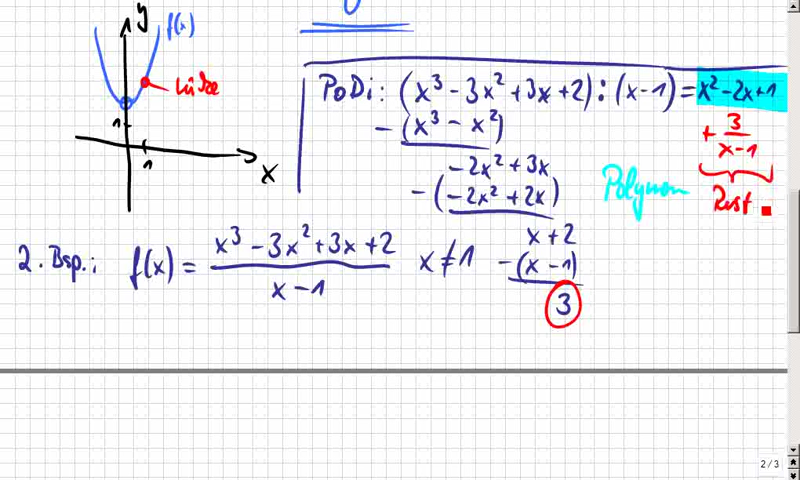 y
f(x)
Lücke
1
1
x
PoDi: (x³ - 3x² + 3x + 2) : (x - 1) = x² - 2x + 1
- (x³ - x²)
+ 3/(x - 1)
-2x² + 3x
- (-2x² + 2x)
Polynom
Rest
x + 2
- (x - 1)
3
2. Bsp.: f(x) = (x³ - 3x² + 3x + 2)/(x - 1) x ≠ 1
2 / 3